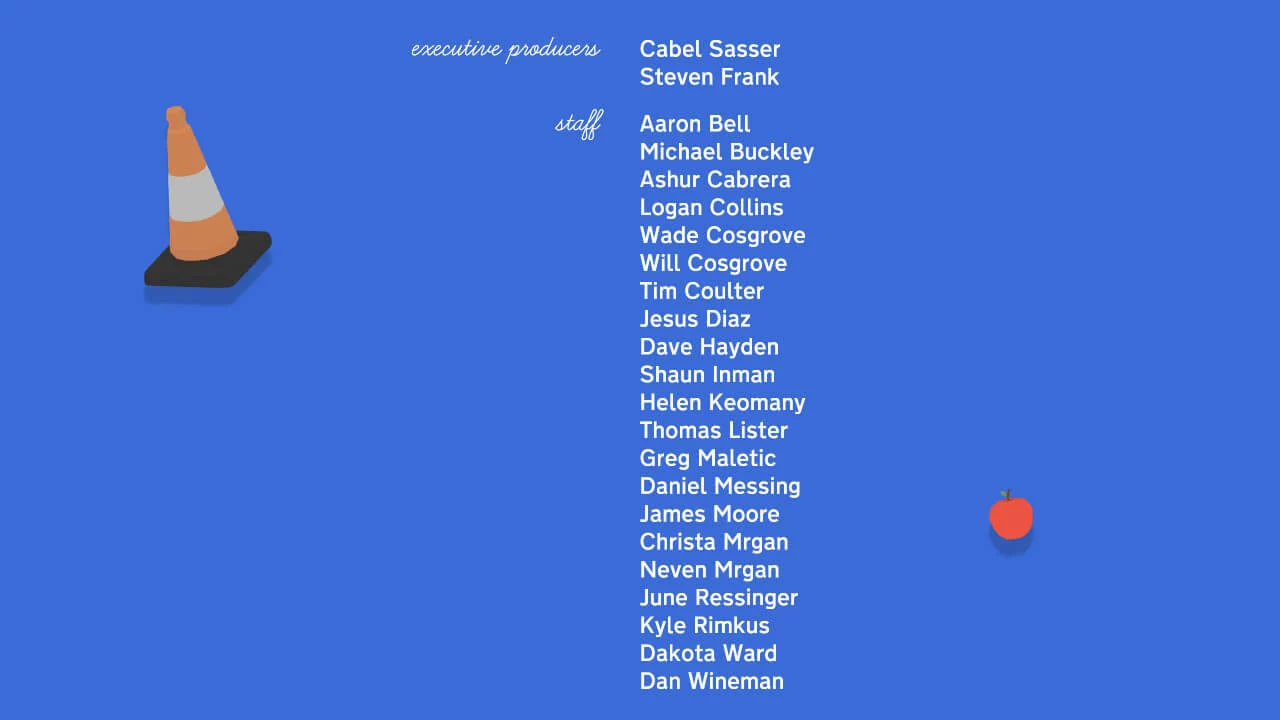 executive producers Cabel Sasser
Steven Frank
staff Aaron Bell
Michael Buckley
Ashur Cabrera
Logan Collins
Wade Cosgrove
Will Cosgrove
Tim Coulter
Jesus Diaz
Dave Hayden
Shaun Inman
Helen Keomany
Thomas Lister
Greg Maletic
Daniel Messing
James Moore
Christa Mrgan
Neven Mrgan
June Ressinger
Kyle Rimkus
Dakota Ward
Dan Wineman